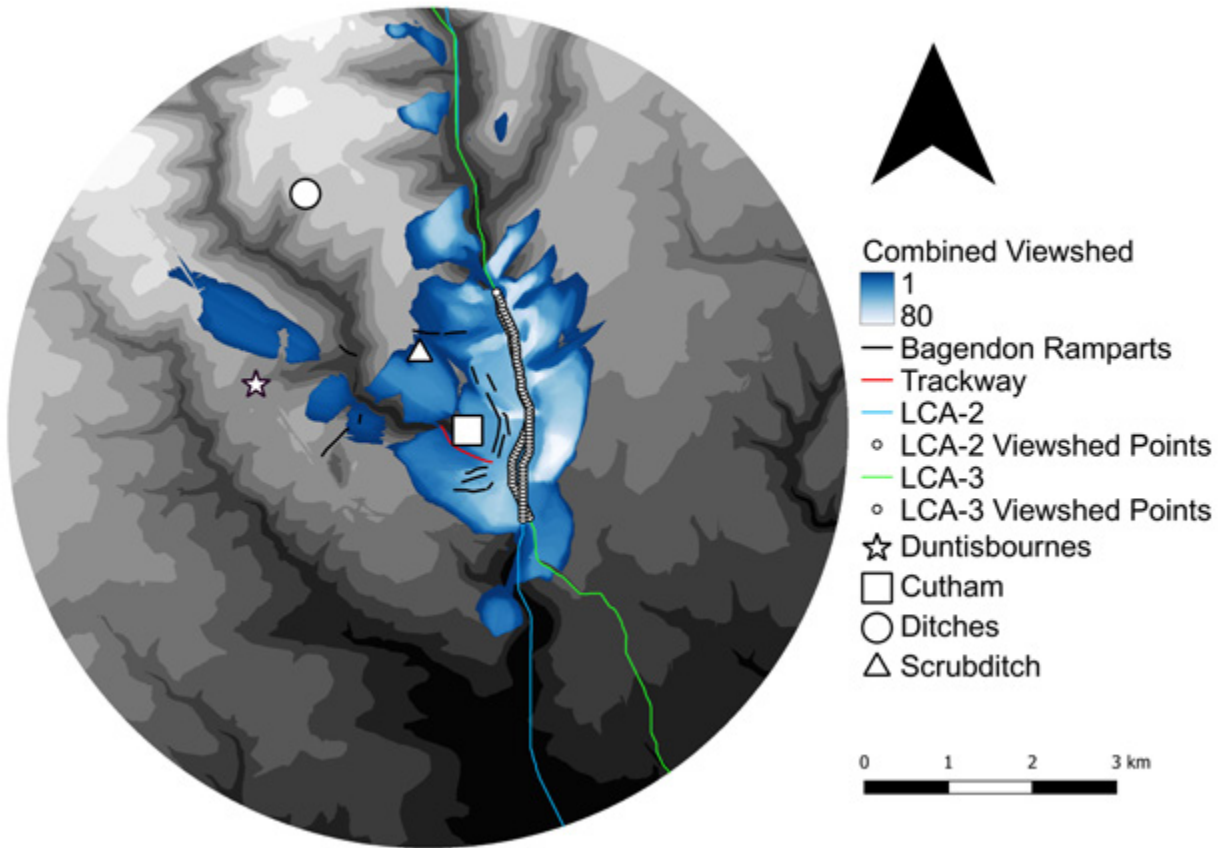 Combined Viewshed
1
80
Bagendon Ramparts
Trackway
LCA-2
LCA-2 Viewshed Points
LCA-3
LCA-3 Viewshed Points
Duntisbournes
Cutham
Ditches
Scrubditch
0 1 2 3 km